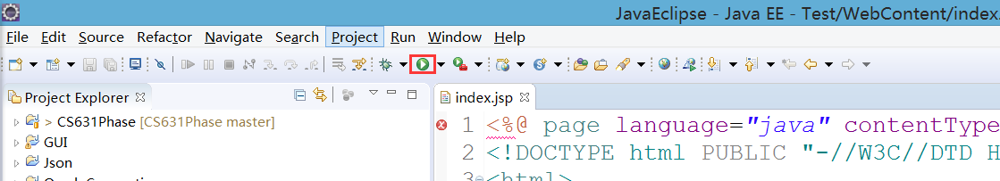 JavaEclipse - Java EE - Test/WebContent/index
File Edit Source Refactor Navigate Search Project Run Window Help
Project Explorer
index.jsp
> CS631Phase [CS631Phase master]
GUI
Json
1 <%@ page language="java" contentType
2 <!DOCTYPE html PUBLIC "-//W3C//DTD H
3 <html>